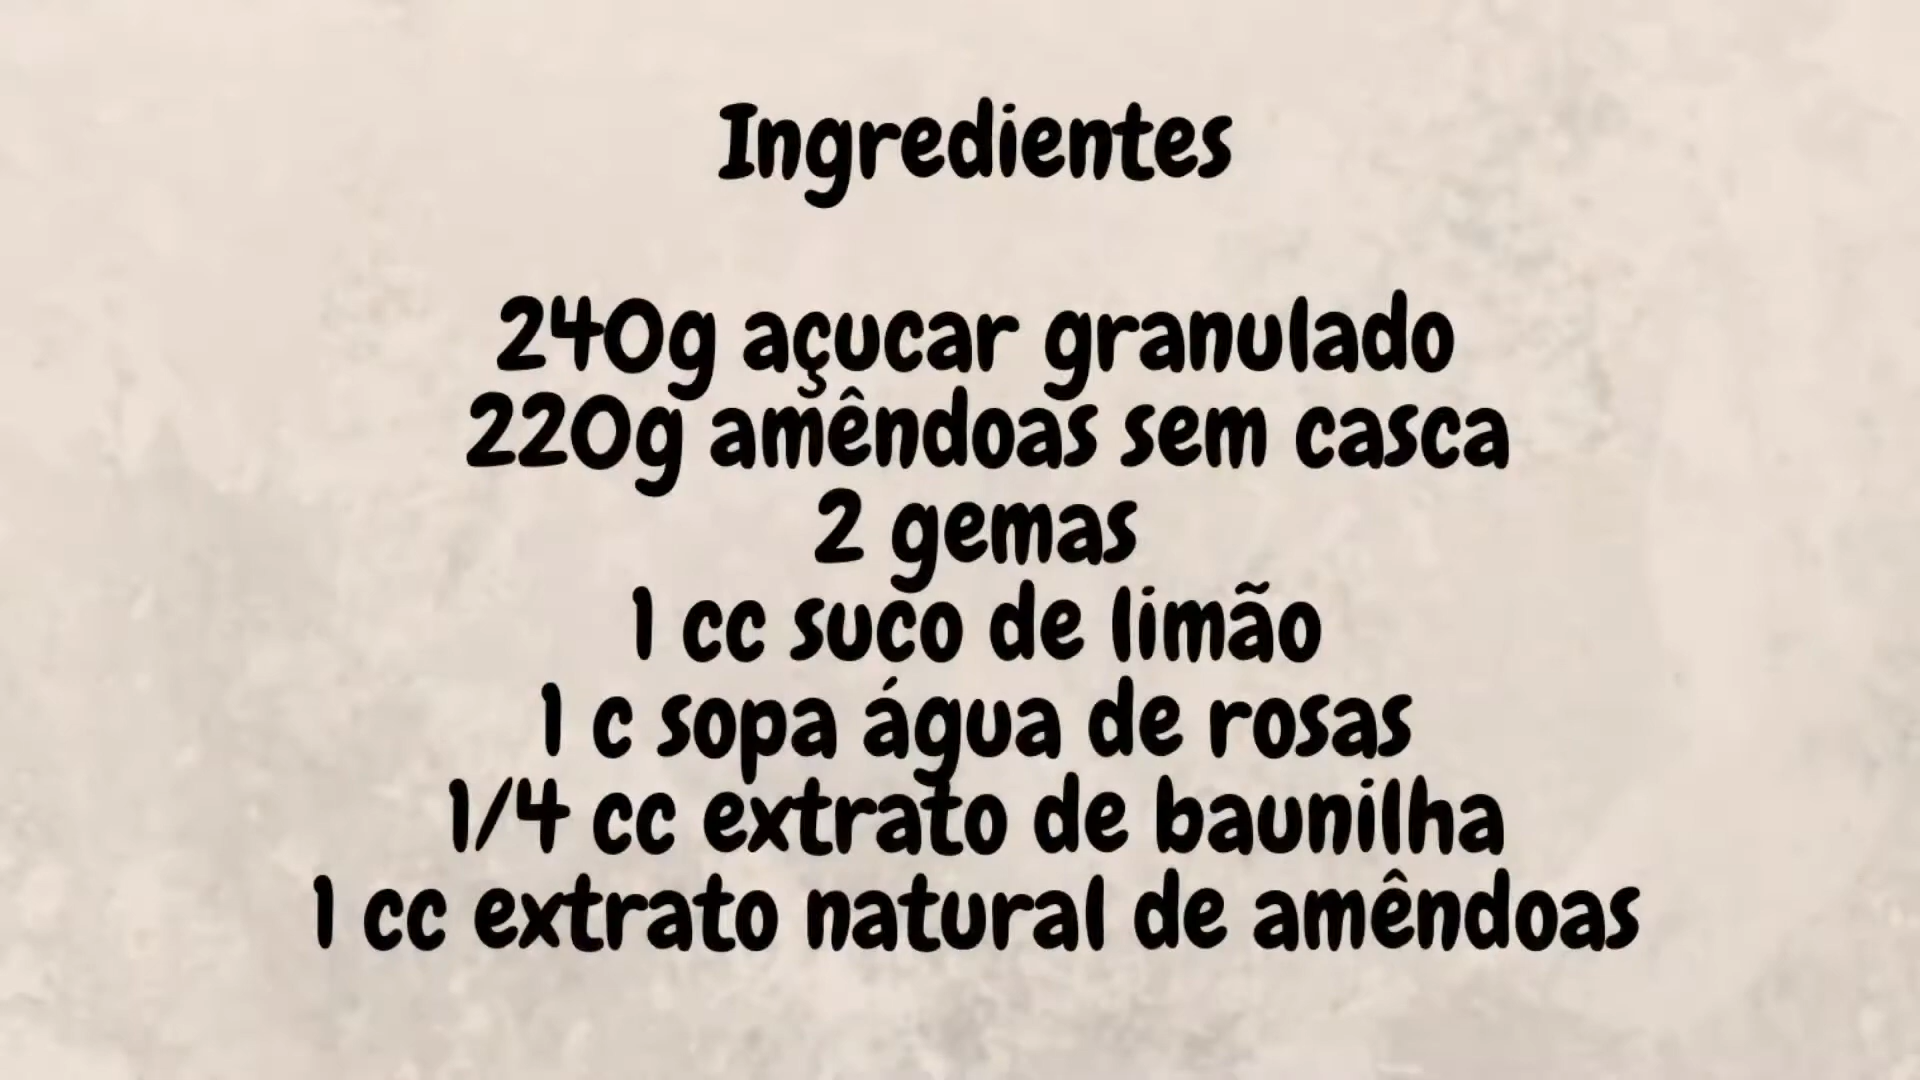 Ingredientes
240g açucar granulado
220g amêndoas sem casca
2 gemas
1 cc suco de limão
1 c sopa água de rosas
1/4 cc extrato de baunilha
1 cc extrato natural de amêndoas